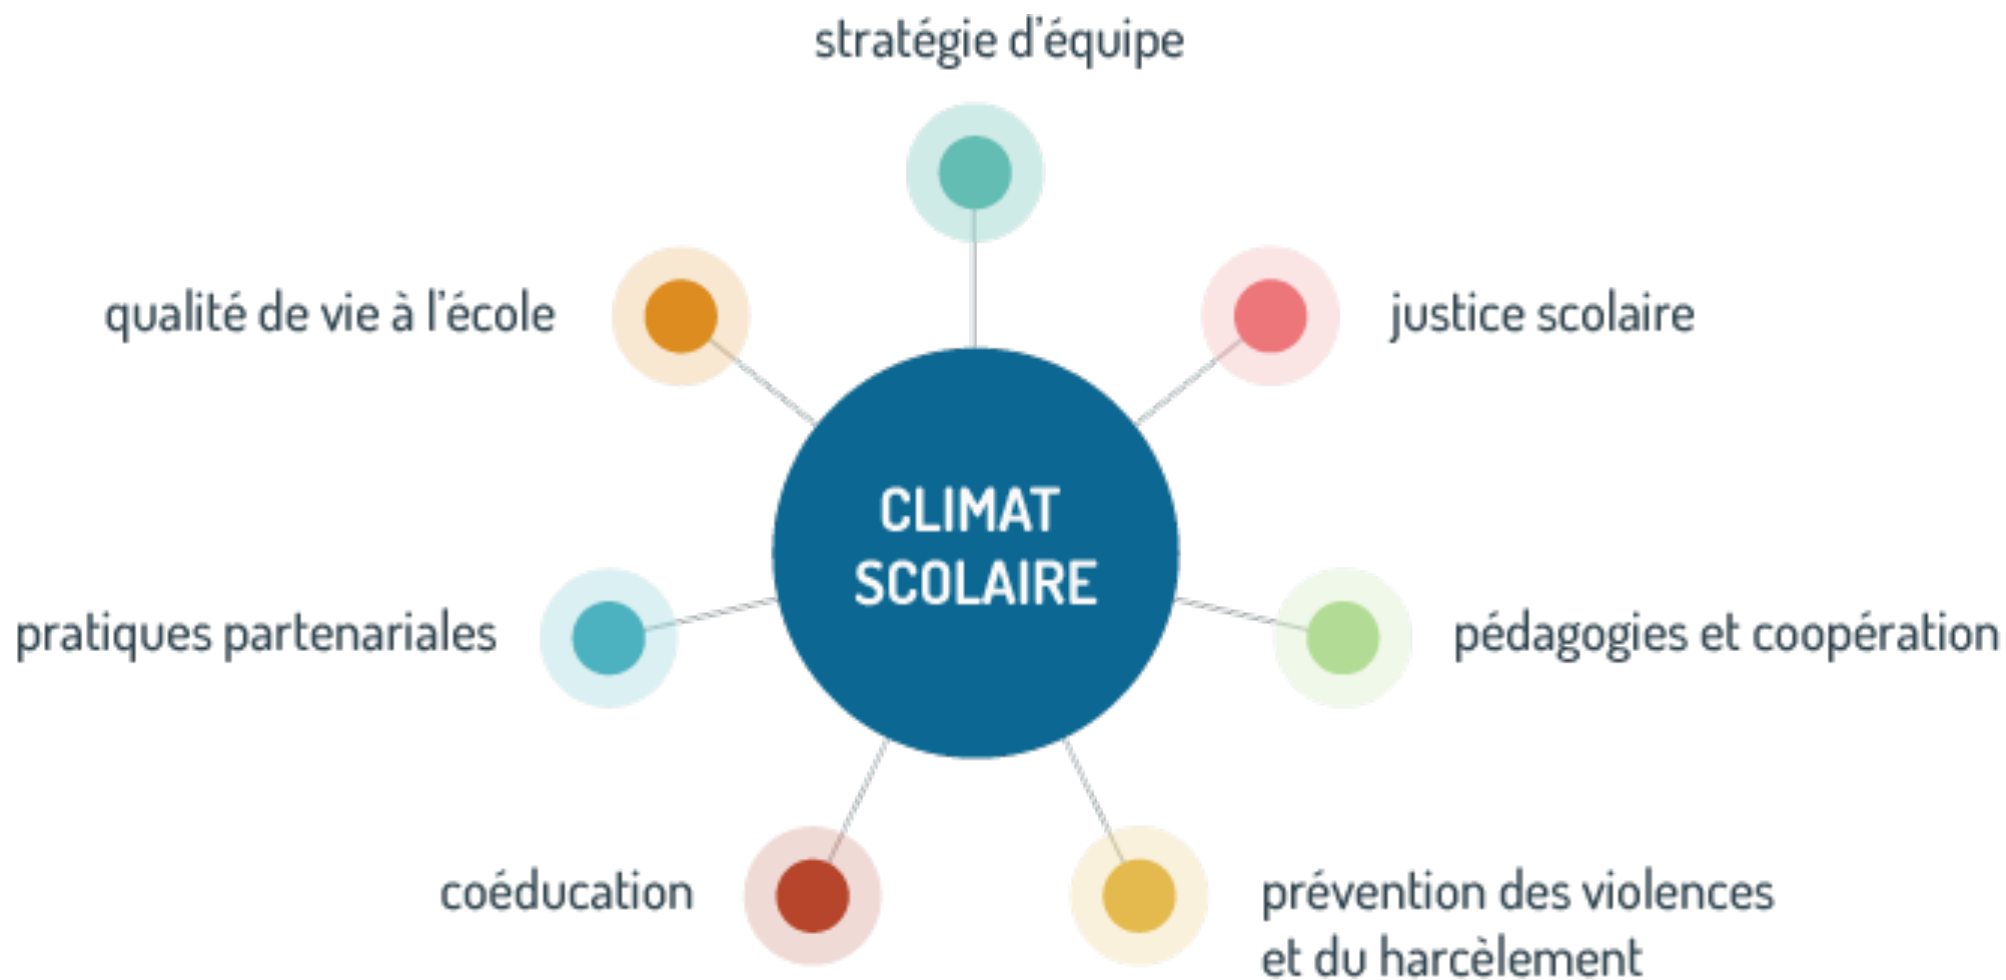 stratégie d'équipe
qualité de vie à l'école
justice scolaire
CLIMAT
SCOLAIRE
pratiques partenariales
pédagogies et coopération
coéducation
prévention des violences
et du harcèlement